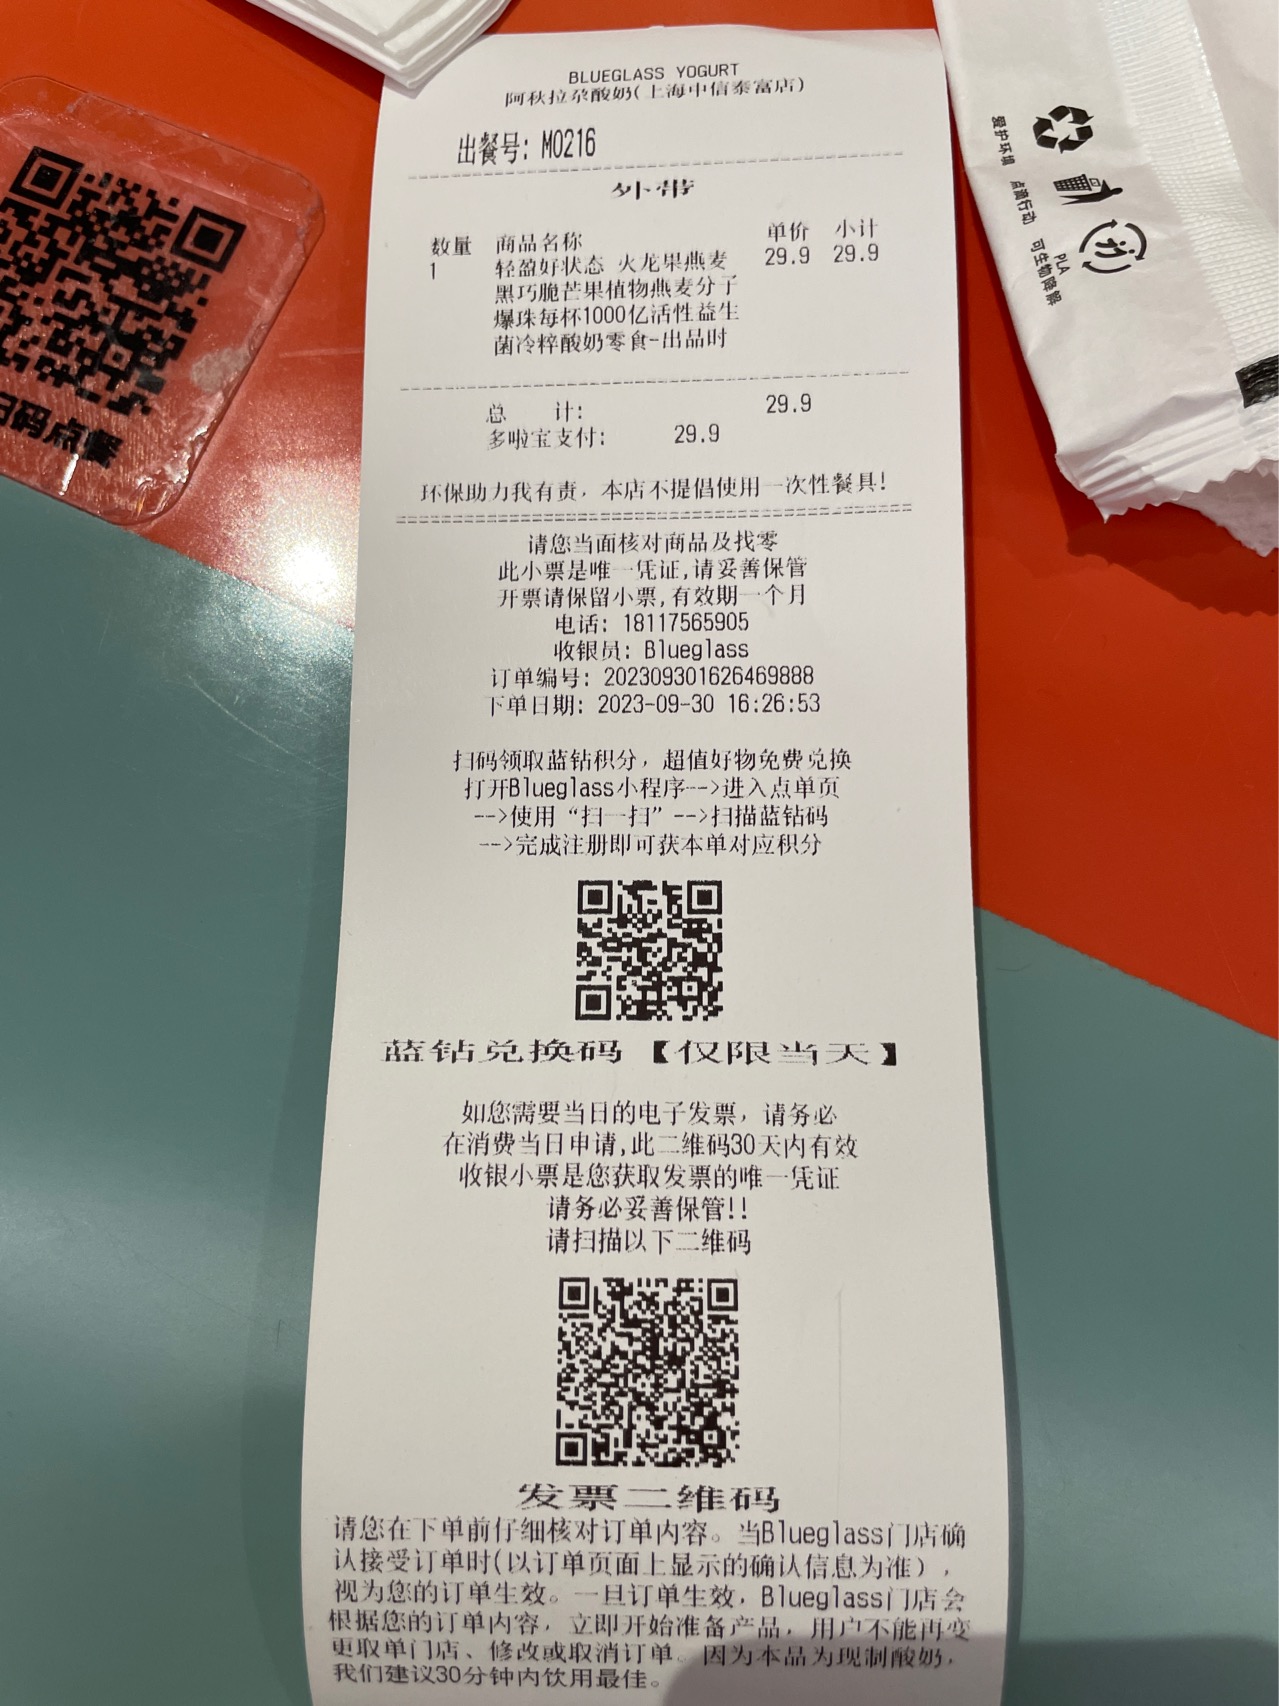 BLUEGLASS YOGURT
阿秋拉尕酸奶(上海中信泰富店)
出餐号: M0216
外带
数量 商品名称 单价 小计
1 轻盈好状态 火龙果燕麦 29.9 29.9
黑巧脆芒果植物燕麦分子
爆珠每杯1000亿活性益生
菌冷粹酸奶零食-出品时
总 计: 29.9
多啦宝支付: 29.9
环保助力我有责，本店不提倡使用一次性餐具!
请您当面核对商品及找零
此小票是唯一凭证,请妥善保管
开票请保留小票,有效期一个月
电话: 18117565905
收银员: Blueglass
订单编号: 202309301626469888
下单日期: 2023-09-30 16:26:53
扫码领取蓝钻积分，超值好物免费兑换
打开Blueglass小程序-->进入点单页
-->使用“扫一扫”-->扫描蓝钻码
-->完成注册即可获本单对应积分
蓝钻兑换码【仅限当天】
如您需要当日的电子发票，请务必
在消费当日申请,此二维码30天内有效
收银小票是您获取发票的唯一凭证
请务必妥善保管!!
请扫描以下二维码
发票二维码
请您在下单前仔细核对订单内容。当Blueglass门店确
认接受订单时(以订单页面上显示的确认信息为准)，
视为您的订单生效。一旦订单生效，Blueglass门店会
根据您的订单内容，立即开始准备产品，用户不能再变
更取单门店、修改或取消订单。因为本品为现制酸奶，
我们建议30分钟内饮用最佳。
扫码点餐
爱护环境 点滴行动 可生物降解
PLA